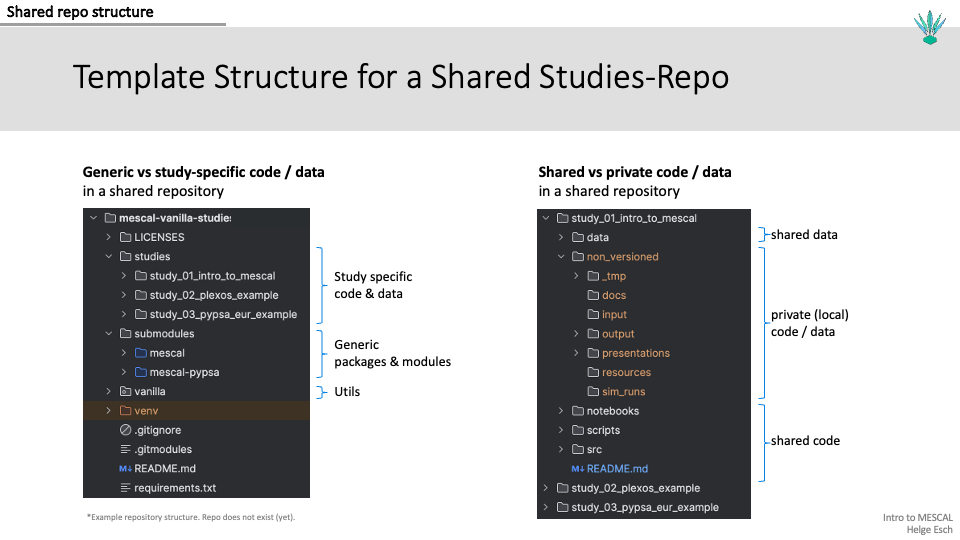 Shared repo structure
Template Structure for a Shared Studies-Repo
Generic vs study-specific code / data
in a shared repository
mescal-vanilla-studies
LICENSES
studies
study_01_intro_to_mescal
study_02_plexos_example
study_03_pypsa_eur_example
submodules
mescal
mescal-pypsa
vanilla
venv
.gitignore
.gitmodules
M↓ README.md
requirements.txt
Study specific
code & data
Generic
packages & modules
Utils
*Example repository structure. Repo does not exist (yet).
Shared vs private code / data
in a shared repository
study_01_intro_to_mescal
data
non_versioned
_tmp
docs
input
output
presentations
resources
sim_runs
notebooks
scripts
src
M↓ README.md
study_02_plexos_example
study_03_pypsa_eur_example
shared data
private (local)
code / data
shared code
Intro to MESCAL
Helge Esch